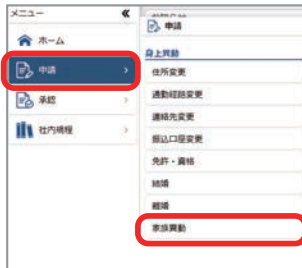 メニュー
≪
ホーム
申請
承認
社内規程
申請
身上異動
住所変更
通勤経路変更
連絡先変更
振込口座変更
免許・資格
結婚
離婚
家族異動